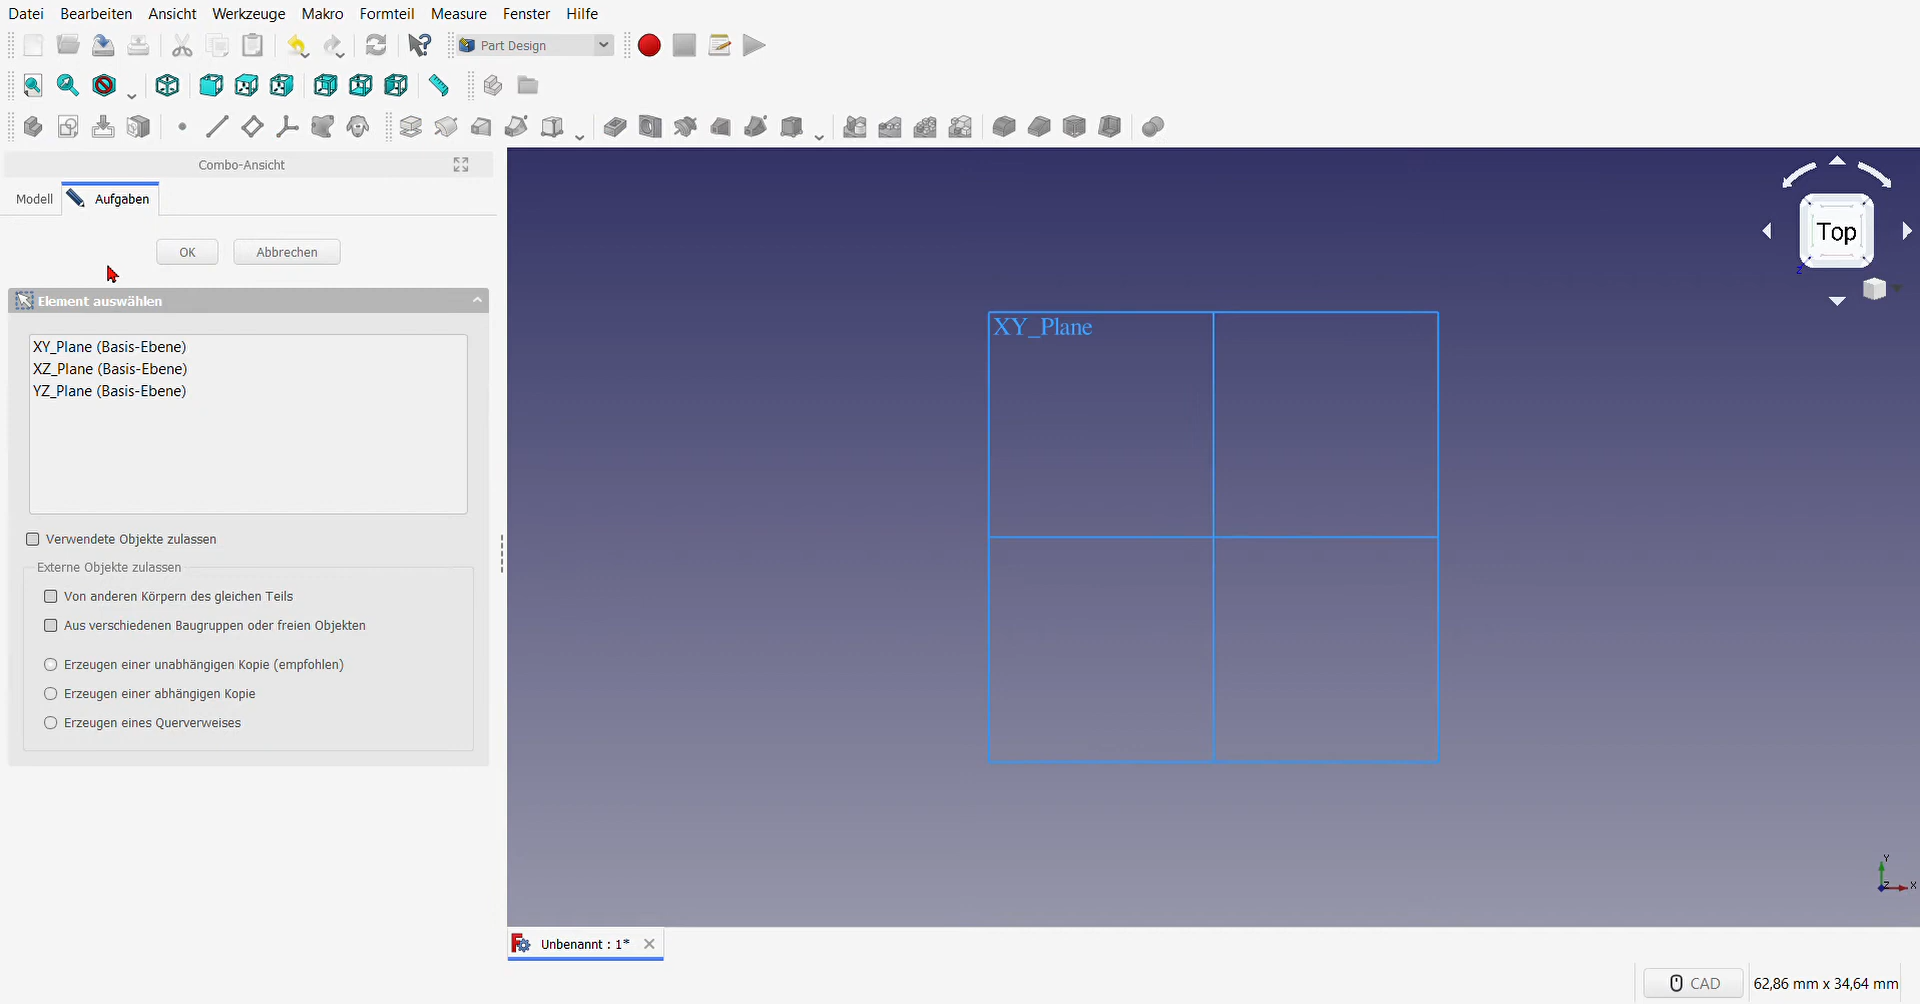 Datei Bearbeiten Ansicht Werkzeuge Makro Formteil Measure Fenster Hilfe
Part Design
Combo-Ansicht
Modell Aufgaben
OK Abbrechen
Element auswählen
XY_Plane (Basis-Ebene)
XZ_Plane (Basis-Ebene)
YZ_Plane (Basis-Ebene)
Verwendete Objekte zulassen
Externe Objekte zulassen
Von anderen Körpern des gleichen Teils
Aus verschiedenen Baugruppen oder freien Objekten
Erzeugen einer unabhängigen Kopie (empfohlen)
Erzeugen einer abhängigen Kopie
Erzeugen eines Querverweises
XY_Plane
Top
Z
Y
Z X
Unbenannt : 1*
CAD 62,86 mm x 34,64 mm